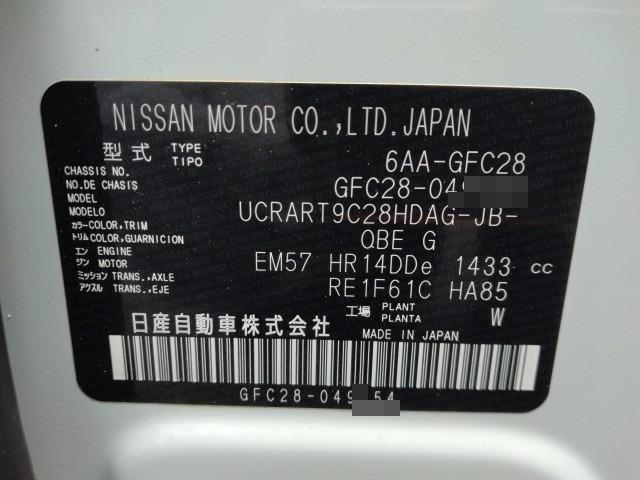 NISSAN MOTOR CO.,LTD.JAPAN
型式 TYPE TIPO 6AA-GFC28
CHASSIS NO.
NO.DE CHASIS GFC28-049
MODEL
MODELO UCRART9C28HDAG-JB-
カラー COLOR,TRIM
トリム COLOR,GUARNICION QBE G
エン ENGINE
ジン MOTOR EM57 HR14DDe 1433 cc
ミッション TRANS.,AXLE
アクスル TRANS.,EJE RE1F61C HA85
工場 PLANT PLANTA W
日産自動車株式会社 MADE IN JAPAN
GFC28-049 54